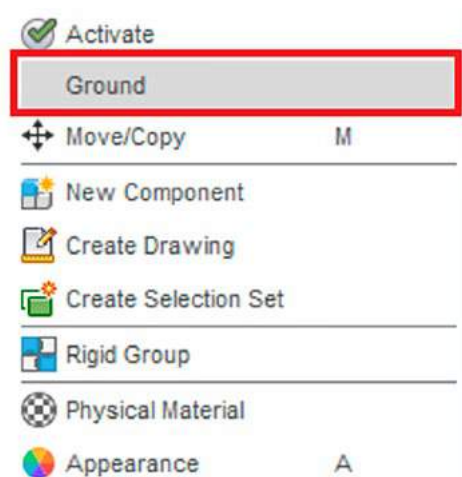 Activate
Ground
Move/Copy M
New Component
Create Drawing
Create Selection Set
Rigid Group
Physical Material
Appearance A